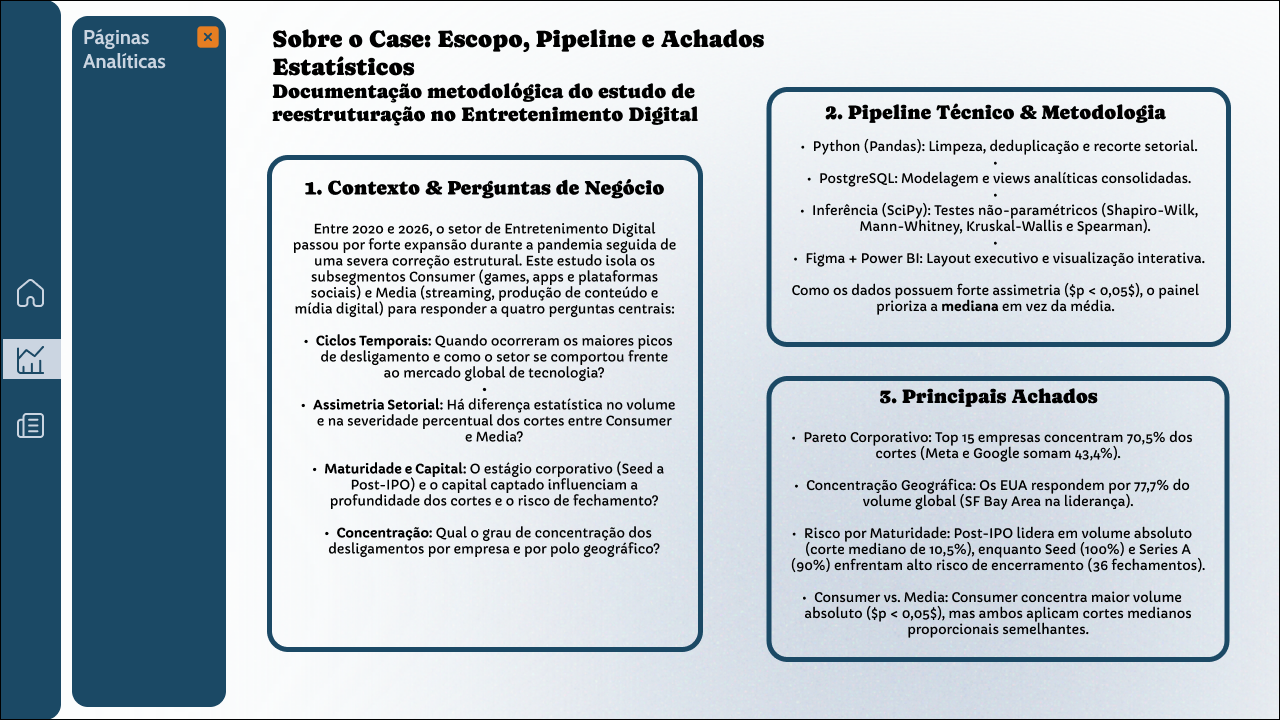 Páginas
Analíticas
Sobre o Case: Escopo, Pipeline e Achados
Estatísticos
Documentação metodológica do estudo de
reestruturação no Entretenimento Digital
1. Contexto & Perguntas de Negócio
Entre 2020 e 2026, o setor de Entretenimento Digital
passou por forte expansão durante a pandemia seguida de
uma severa correção estrutural. Este estudo isola os
subsegmentos Consumer (games, apps e plataformas
sociais) e Media (streaming, produção de conteúdo e
mídia digital) para responder a quatro perguntas centrais:
• Ciclos Temporais: Quando ocorreram os maiores picos
de desligamento e como o setor se comportou frente
ao mercado global de tecnologia?
•
• Assimetria Setorial: Há diferença estatística no volume
e na severidade percentual dos cortes entre Consumer
e Media?
• Maturidade e Capital: O estágio corporativo (Seed a
Post-IPO) e o capital captado influenciam a
profundidade dos cortes e o risco de fechamento?
• Concentração: Qual o grau de concentração dos
desligamentos por empresa e por polo geográfico?
2. Pipeline Técnico & Metodologia
• Python (Pandas): Limpeza, deduplicação e recorte setorial.
•
• PostgreSQL: Modelagem e views analíticas consolidadas.
•
• Inferência (SciPy): Testes não-paramétricos (Shapiro-Wilk,
Mann-Whitney, Kruskal-Wallis e Spearman).
•
• Figma + Power BI: Layout executivo e visualização interativa.
Como os dados possuem forte assimetria ($p < 0,05$), o painel
prioriza a mediana em vez da média.
3. Principais Achados
• Pareto Corporativo: Top 15 empresas concentram 70,5% dos
cortes (Meta e Google somam 43,4%).
• Concentração Geográfica: Os EUA respondem por 77,7% do
volume global (SF Bay Area na liderança).
• Risco por Maturidade: Post-IPO lidera em volume absoluto
(corte mediano de 10,5%), enquanto Seed (100%) e Series A
(90%) enfrentam alto risco de encerramento (36 fechamentos).
• Consumer vs. Media: Consumer concentra maior volume
absoluto ($p < 0,05$), mas ambos aplicam cortes medianos
proporcionais semelhantes.